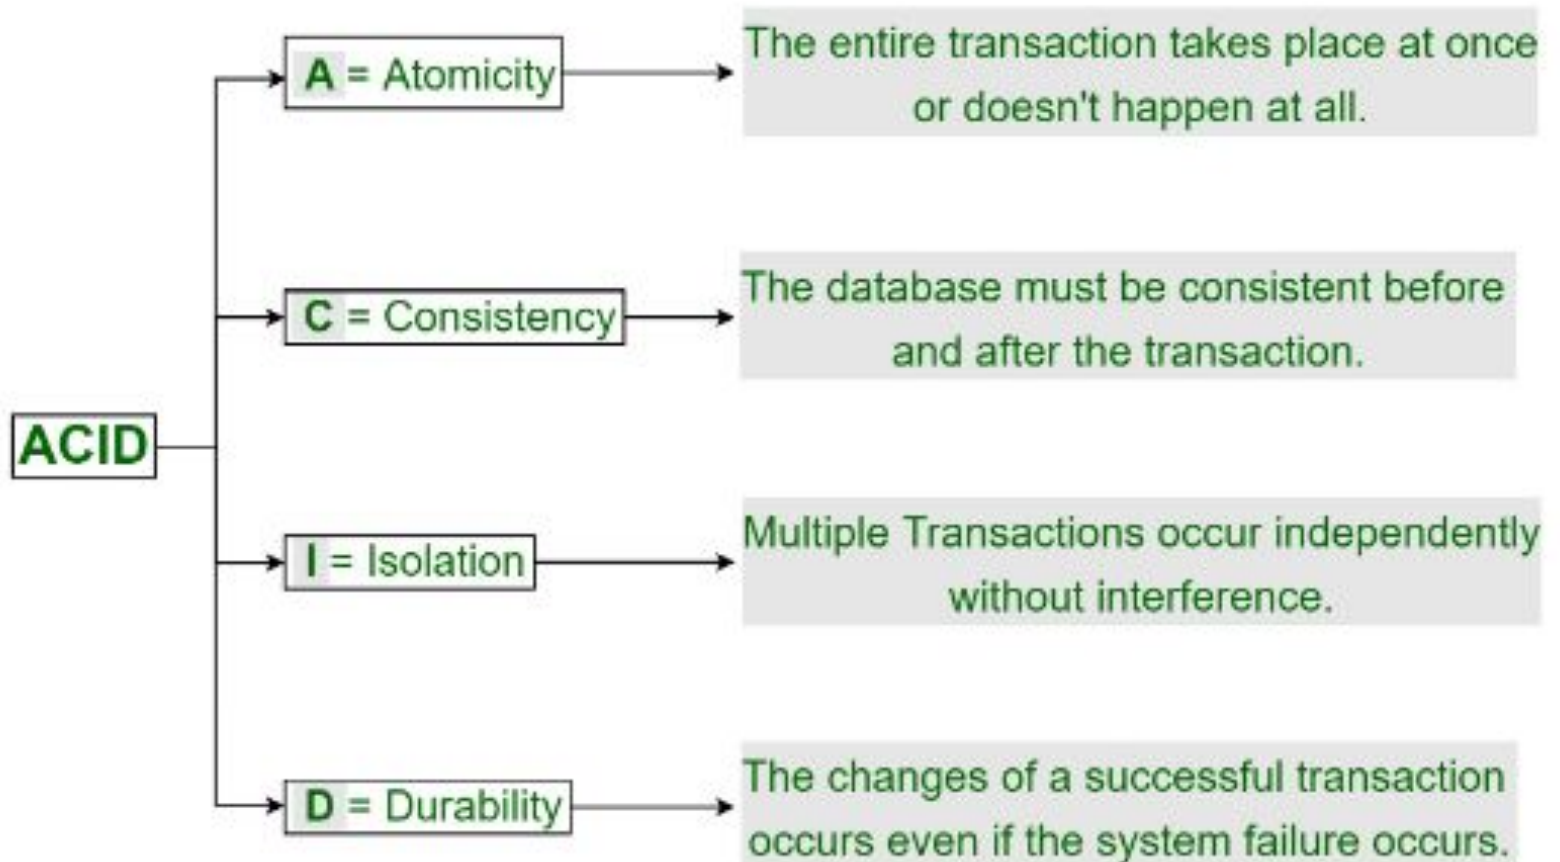 A = Atomicity
The entire transaction takes place at once
or doesn't happen at all.
C = Consistency
The database must be consistent before
and after the transaction.
ACID
I = Isolation
Multiple Transactions occur independently
without interference.
D = Durability
The changes of a successful transaction
occurs even if the system failure occurs.